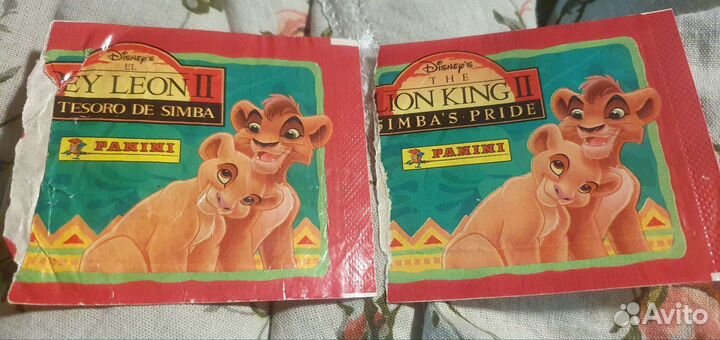 Disney's
EL
EY LEON II
TESORO DE SIMBA
PANINI
Disney's
THE
LION KING II
SIMBA'S PRIDE
PANINI
Avito